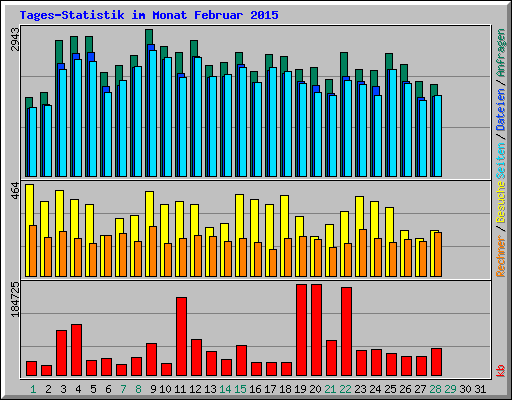 Tages-Statistik im Monat Februar 2015
2943
464
184725
Rechner / Besuche Seiten / Dateien / Anfragen
kb
1 2 3 4 5 6 7 8 9 10 11 12 13 14 15 16 17 18 19 20 21 22 23 24 25 26 27 28 29 30 31